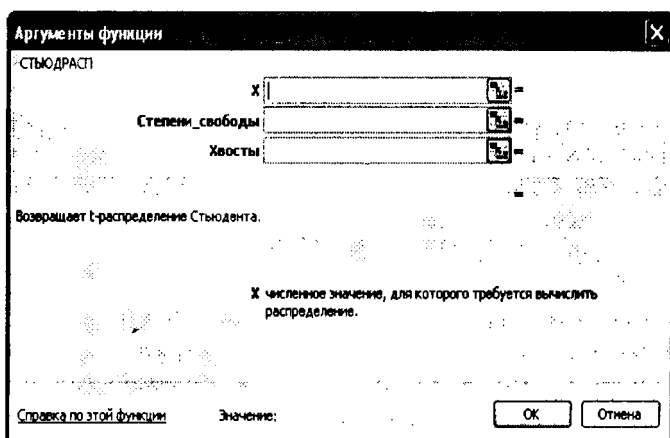 Аргументы функции
СТЬЮДРАСП
X =
Степени_свободы =
Хвосты =
=
Возвращает t-распределение Стьюдента.
X численное значение, для которого требуется вычислить
распределение.
Справка по этой функции Значение: ОК Отмена